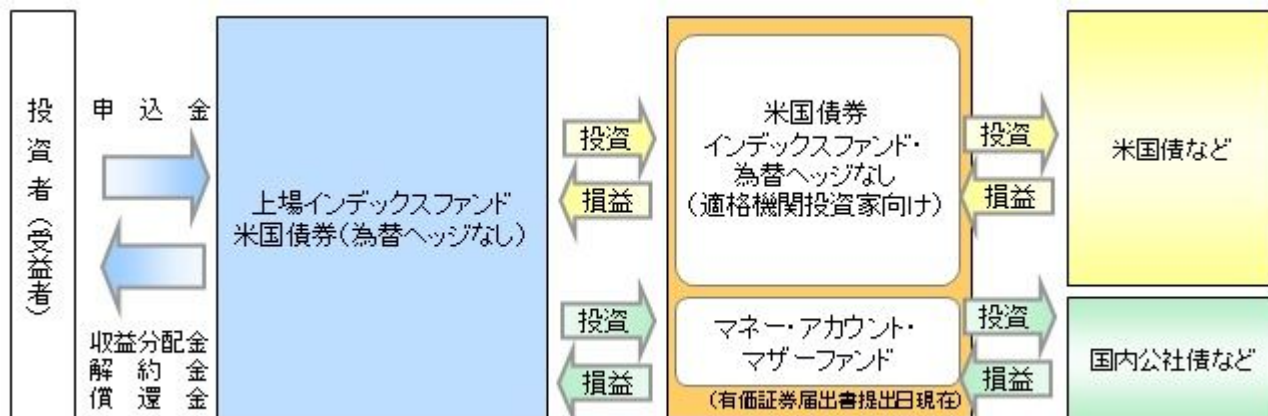 投資者(受益者)
申込金
収益分配金
解約金
償還金
上場インデックスファンド
米国債券(為替ヘッジなし)
投資
損益
投資
損益
米国債券
インデックスファンド・
為替ヘッジなし
(適格機関投資家向け)
マネー・アカウント・
マザーファンド
(有価証券届出書提出日現在)
投資
損益
投資
損益
米国債など
国内公社債など